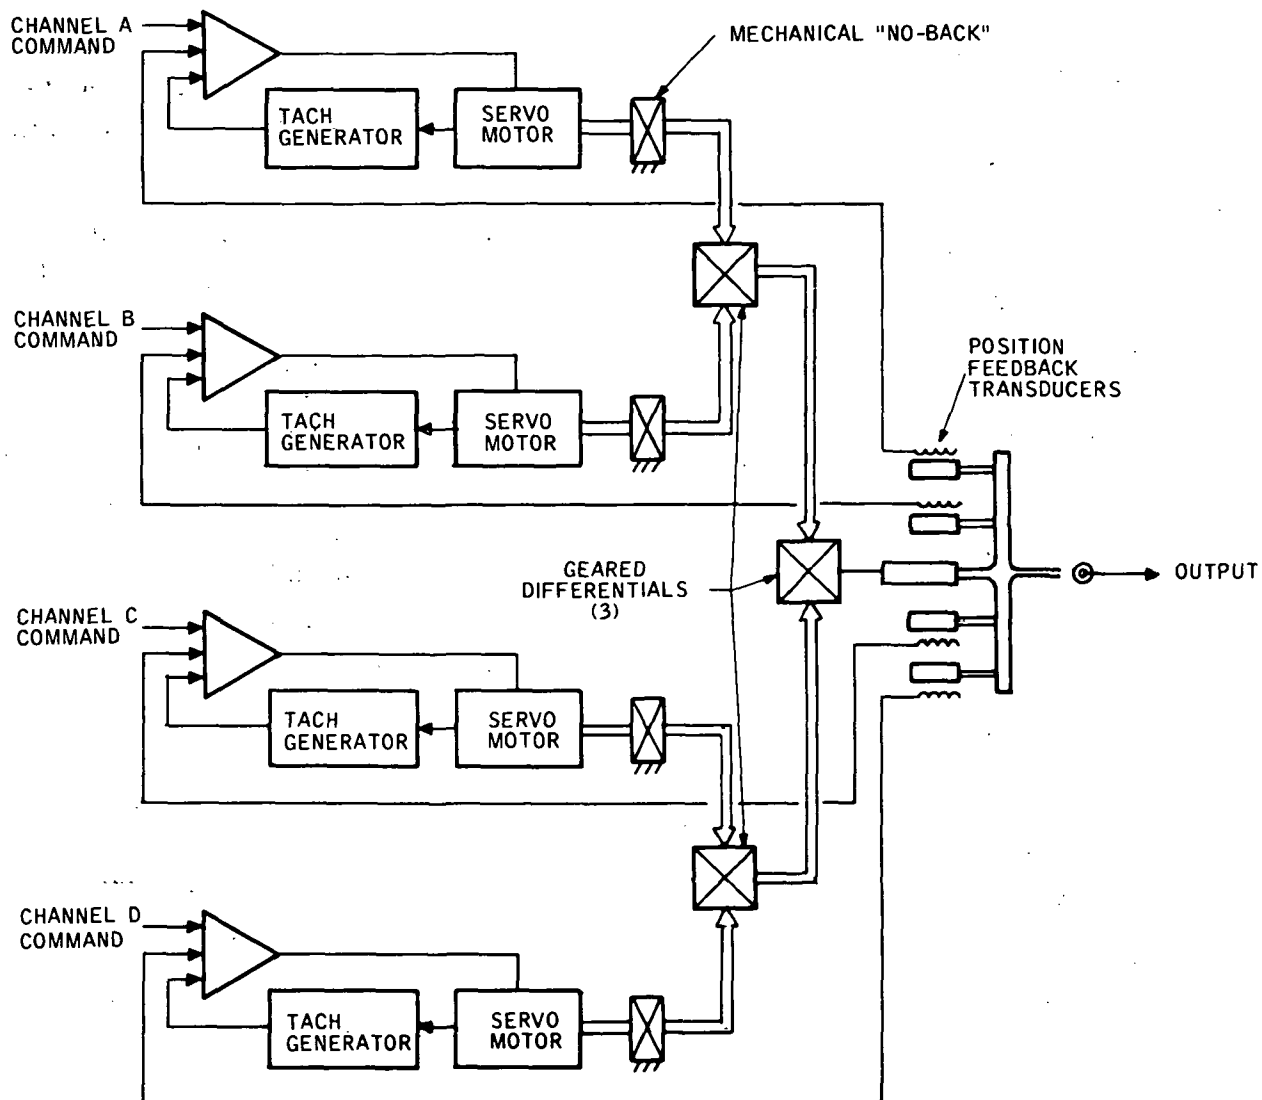 CHANNEL A
COMMAND
MECHANICAL "NO-BACK"
TACH
GENERATOR
SERVO
MOTOR
CHANNEL B
COMMAND
POSITION
FEEDBACK
TRANSDUCERS
TACH
GENERATOR
SERVO
MOTOR
GEARED
DIFFERENTIALS
(3)
OUTPUT
CHANNEL C
COMMAND
TACH
GENERATOR
SERVO
MOTOR
CHANNEL D
COMMAND
TACH
GENERATOR
SERVO
MOTOR